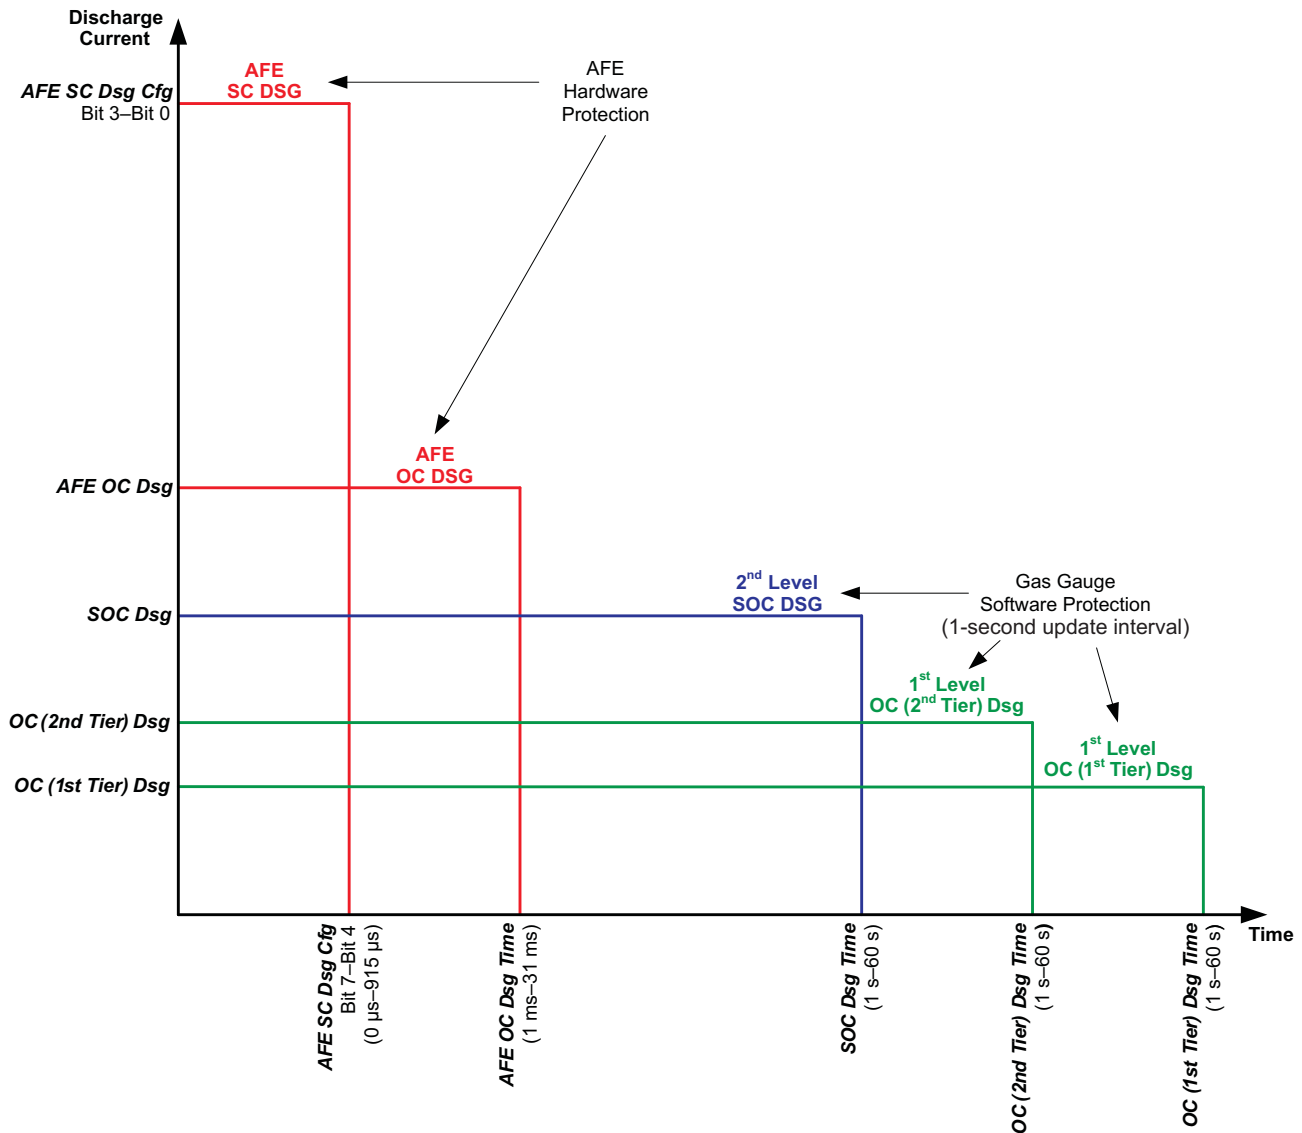 Discharge
Current
AFE SC Dsg Cfg
Bit 3–Bit 0
AFE
SC DSG
AFE
Hardware
Protection
AFE
OC DSG
AFE OC Dsg
2nd Level
SOC DSG
Gas Gauge
Software Protection
(1-second update interval)
SOC Dsg
1st Level
OC (2nd Tier) Dsg
OC (2nd Tier) Dsg
1st Level
OC (1st Tier) Dsg
OC (1st Tier) Dsg
Time
AFE SC Dsg Cfg
Bit 7–Bit 4
(0 µs–915 µs)
AFE OC Dsg Time
(1 ms–31 ms)
SOC Dsg Time
(1 s–60 s)
OC (2nd Tier) Dsg Time
(1 s–60 s)
OC (1st Tier) Dsg Time
(1 s–60 s)